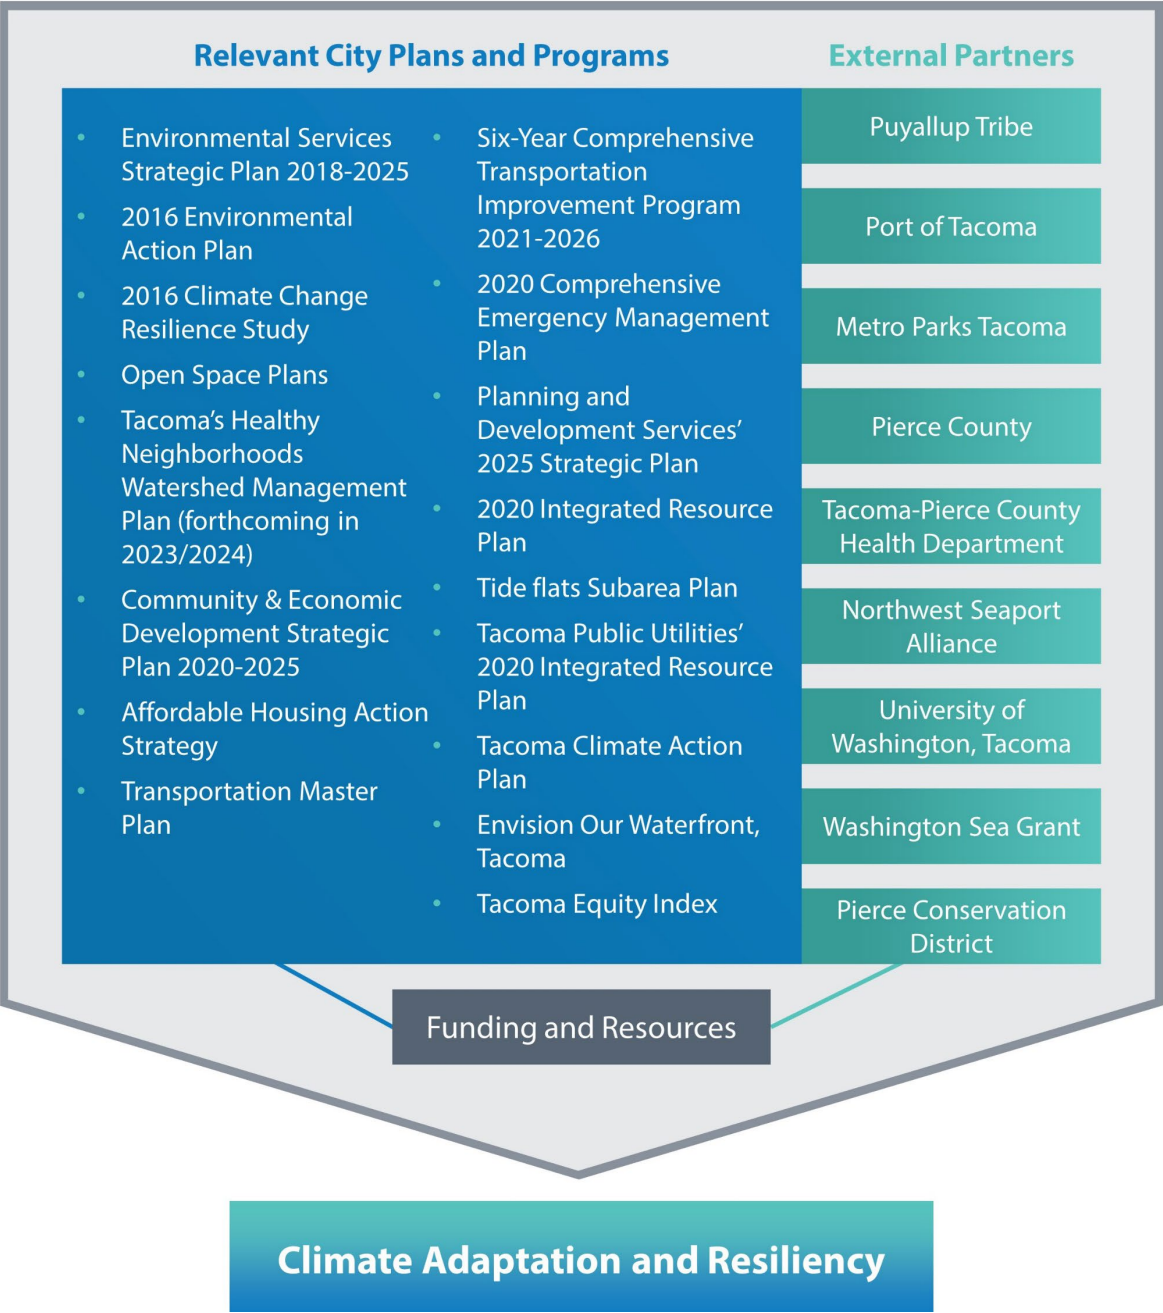 Relevant City Plans and Programs
• Environmental Services
Strategic Plan 2018-2025
• 2016 Environmental
Action Plan
• 2016 Climate Change
Resilience Study
• Open Space Plans
• Tacoma’s Healthy
Neighborhoods
Watershed Management
Plan (forthcoming in
2023/2024)
• Community & Economic
Development Strategic
Plan 2020-2025
• Affordable Housing Action
Strategy
• Transportation Master
Plan
• Six-Year Comprehensive
Transportation
Improvement Program
2021-2026
• 2020 Comprehensive
Emergency Management
Plan
• Planning and
Development Services’
2025 Strategic Plan
• 2020 Integrated Resource
Plan
• Tide flats Subarea Plan
• Tacoma Public Utilities’
2020 Integrated Resource
Plan
• Tacoma Climate Action
Plan
• Envision Our Waterfront,
Tacoma
• Tacoma Equity Index
External Partners
Puyallup Tribe
Port of Tacoma
Metro Parks Tacoma
Pierce County
Tacoma-Pierce County
Health Department
Northwest Seaport
Alliance
University of
Washington, Tacoma
Washington Sea Grant
Pierce Conservation
District
Funding and Resources
Climate Adaptation and Resiliency